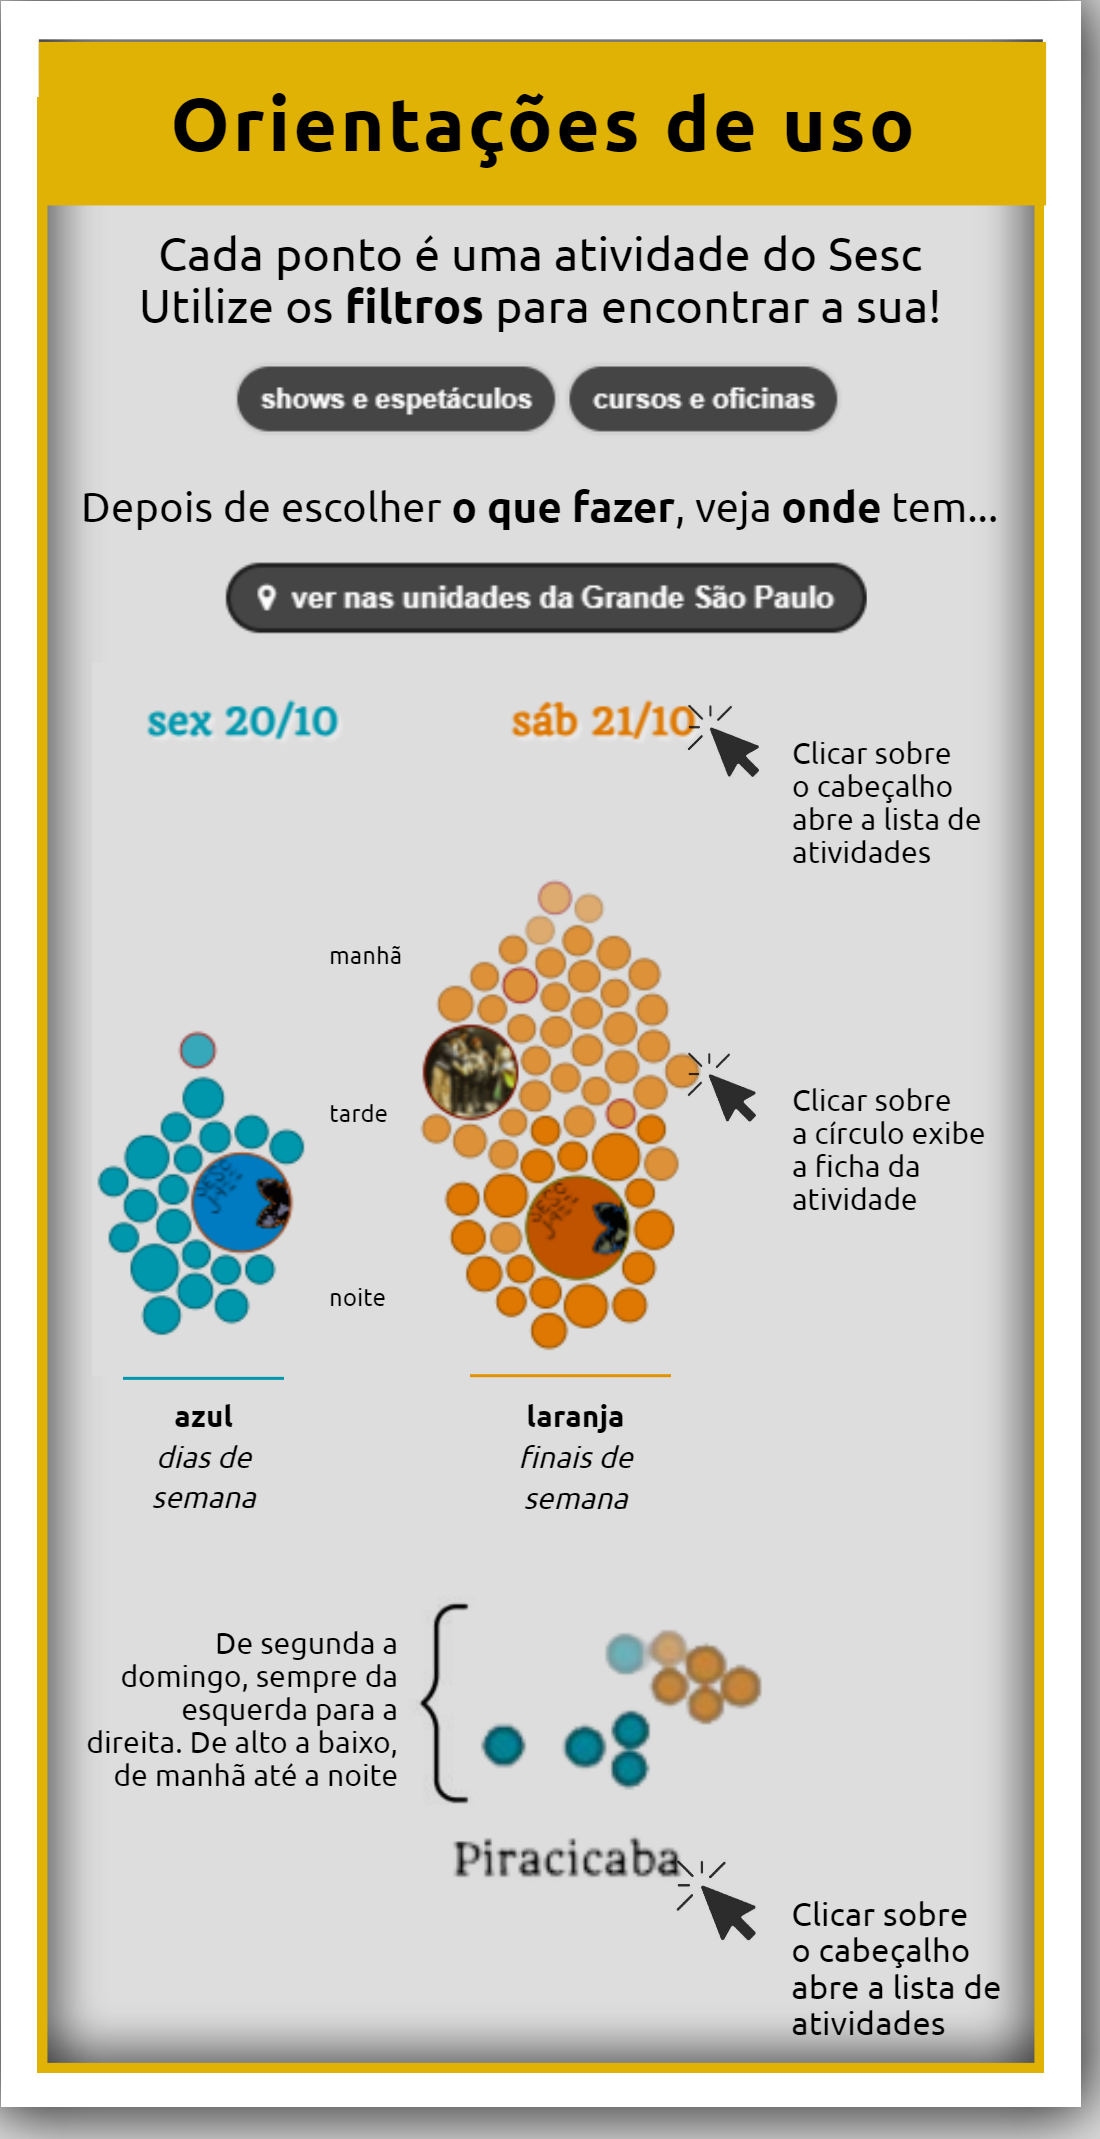 Orientações de uso
Cada ponto é uma atividade do Sesc
Utilize os filtros para encontrar a sua!
shows e espetáculos
cursos e oficinas
Depois de escolher o que fazer, veja onde tem...
ver nas unidades da Grande São Paulo
sex 20/10
sáb 21/10
Clicar sobre
o cabeçalho
abre a lista de
atividades
manhã
tarde
noite
Clicar sobre
a círculo exibe
a ficha da
atividade
azul
dias de
semana
laranja
finais de
semana
De segunda a
domingo, sempre da
esquerda para a
direita. De alto a baixo,
de manhã até a noite
Piracicaba
Clicar sobre
o cabeçalho
abre a lista de
atividades